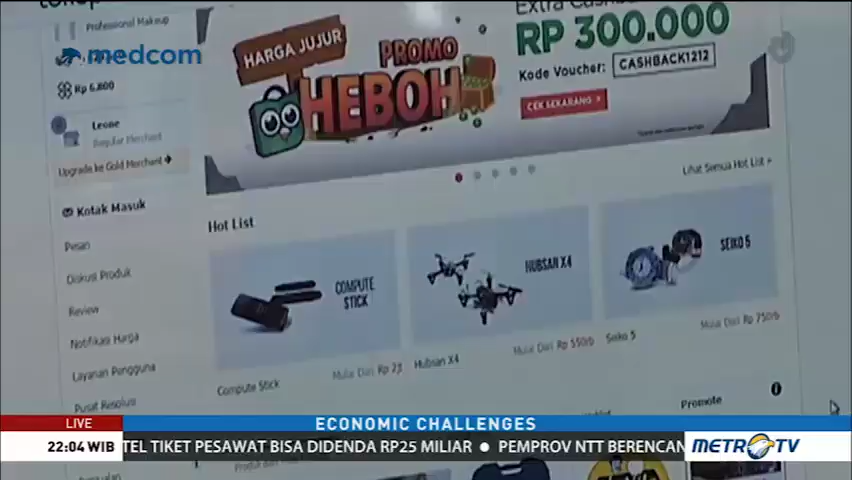 Professional Makeup
medcom
Rp 6.800
Leone
Regular Merchant
Upgrade ke Gold Merchant
Kotak Masuk
Pesan
Diskusi Produk
Review
Notifikasi Harga
Layanan Pengguna
Pusat Resolusi
HARGA JUJUR
PROMO
HEBOH
Extra
RP 300.000
Kode Voucher: CASHBACK1212
CEK SEKARANG
Lihat Semua Hot List
Hot List
COMPUTE
STICK
HUBSAN X4
SEIKO 5
Compute Stick
Mulai Dari Rp
Hubsan X4
Mulai Dari Rp 550rb
Seiko 5
Mulai Dari Rp 750rb
Promote
LIVE
ECONOMIC CHALLENGES
22:04 WIB
TEL TIKET PESAWAT BISA DIDENDA RP25 MILIAR ● PEMPROV NTT BERENCAN
METRO TV